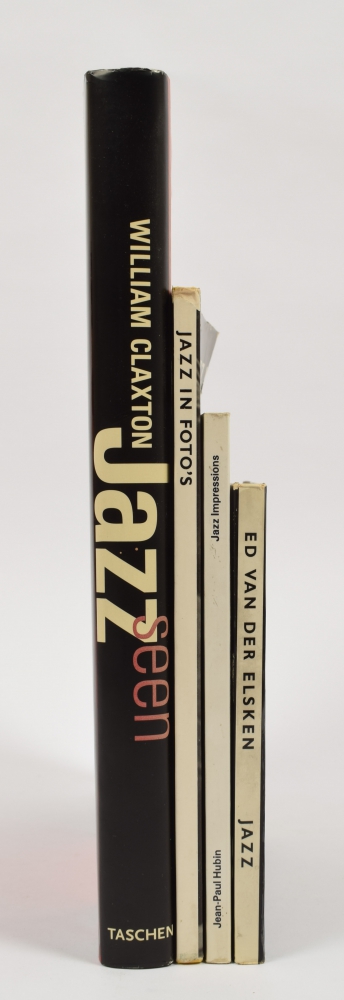 WILLIAM CLAXTON
Jazz
seen
TASCHEN
JAZZ IN FOTO'S
Jazz Impressions
Jean-Paul Hubin
ED VAN DER ELSKEN
JAZZ